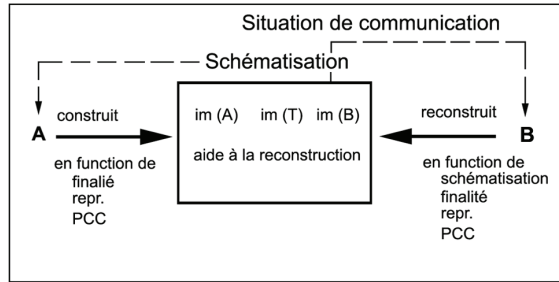 Situation de communication
Schématisation
construit
reconstruit
im (A) im (T) im (B)
A
B
aide à la reconstruction
en function de
finalié
repr.
PCC
en function de
schématisation
finalité
repr.
PCC